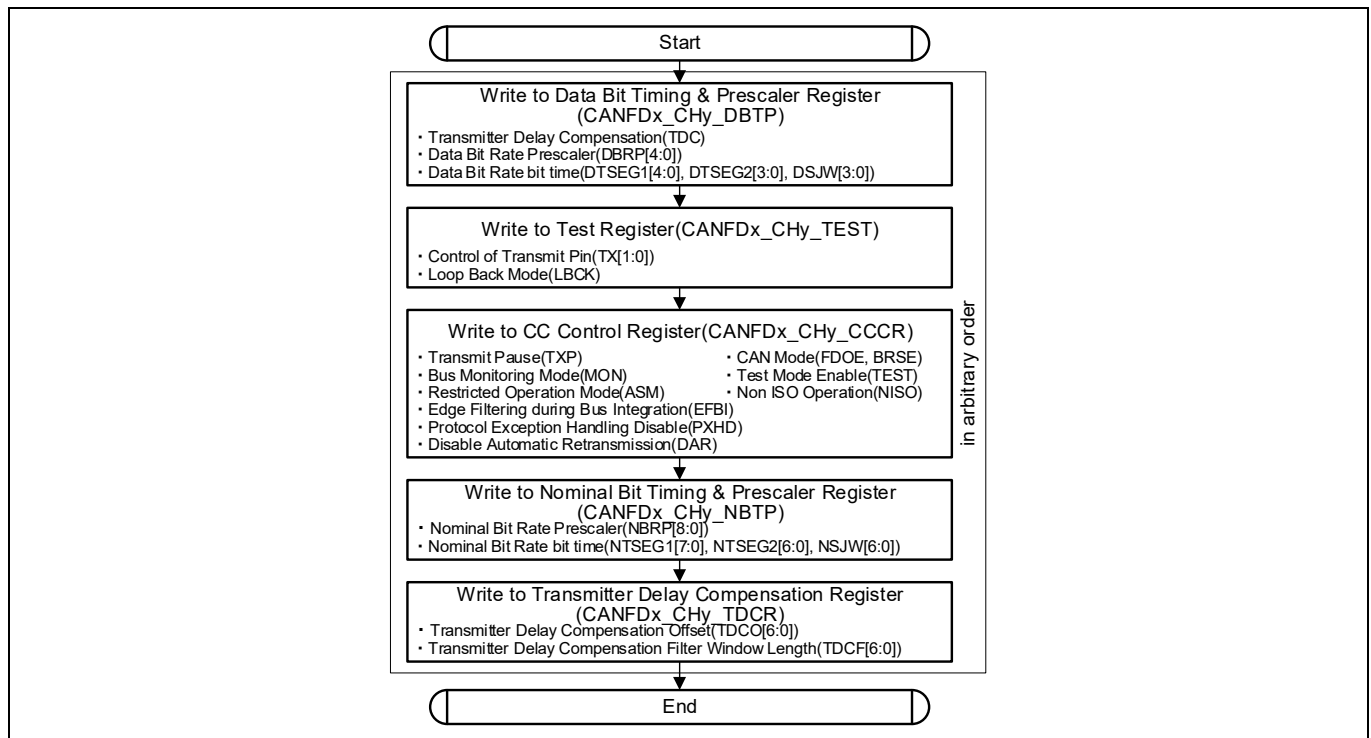 Start
Write to Data Bit Timing & Prescaler Register
(CANFDx_CHy_DBTP)
・Transmitter Delay Compensation(TDC)
・Data Bit Rate Prescaler(DBRP[4:0])
・Data Bit Rate bit time(DTSEG1[4:0], DTSEG2[3:0], DSJW[3:0])
Write to Test Register(CANFDx_CHy_TEST)
・Control of Transmit Pin(TX[1:0])
・Loop Back Mode(LBCK)
Write to CC Control Register(CANFDx_CHy_CCCR)
・Transmit Pause(TXP)
・Bus Monitoring Mode(MON)
・Restricted Operation Mode(ASM)
・Edge Filtering during Bus Integration(EFBI)
・Protocol Exception Handling Disable(PXHD)
・Disable Automatic Retransmission(DAR)
・CAN Mode(FDOE, BRSE)
・Test Mode Enable(TEST)
・Non ISO Operation(NISO)
Write to Nominal Bit Timing & Prescaler Register
(CANFDx_CHy_NBTP)
・Nominal Bit Rate Prescaler(NBRP[8:0])
・Nominal Bit Rate bit time(NTSEG1[7:0], NTSEG2[6:0], NSJW[6:0])
Write to Transmitter Delay Compensation Register
(CANFDx_CHy_TDCR)
・Transmitter Delay Compensation Offset(TDCO[6:0])
・Transmitter Delay Compensation Filter Window Length(TDCF[6:0])
in arbitrary order
End